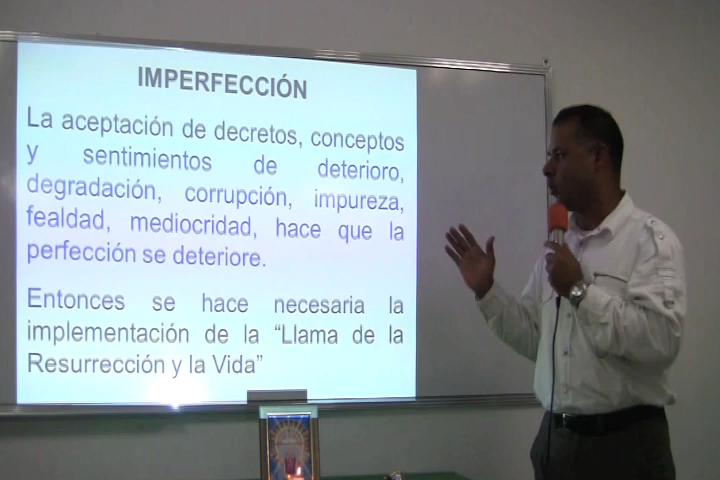 IMPERFECCIÓN
La aceptación de decretos, conceptos
y sentimientos de deterioro,
degradación, corrupción, impureza,
fealdad, mediocridad, hace que la
perfección se deteriore.
Entonces se hace necesaria la
implementación de la “Llama de la
Resurrección y la Vida”